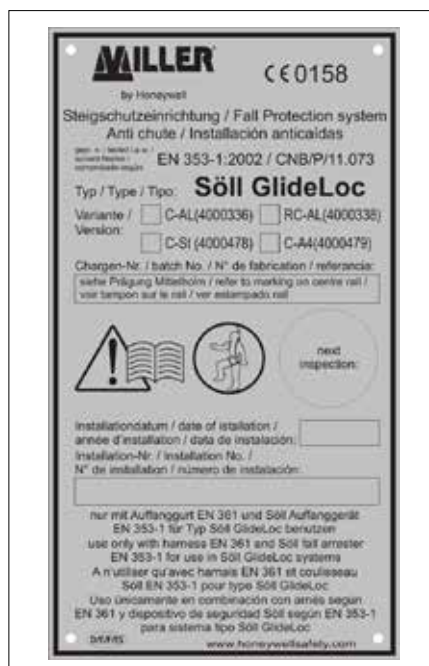 MILLER
by Honeywell
CE0158
Steigschutzeinrichtung / Fall Protection system
Anti chute / Installación anticaídas
EN 353-1:2002 / CNB/P/11.073
Typ / Type / Tipo: Söll GlideLoc
Variante / C-AL(4000336) RC-AL(4000338)
Version: C-St (4000478) C-A4(4000479)
Chargen-Nr. / batch No. / N° de fabrication / referancia:
siehe Prägung Mittelholm / refer to marking on centre rail /
voir tampon sur le rail / ver estampado rail
next
inspection:
Installationdatum / date of istallation /
année d'installation / data de instalación:
Installation-Nr. / Installation No. /
N° de installation / número de instalación:
nur mit Auffanggurt EN 361 und Söll Auffanggerät
EN 353-1 für Typ Söll GlideLoc benutzen
use only with harness EN 361 and Söll fall arrester
EN 353-1 for use in Söll GlideLoc systems
A n'utiliser qu'avec harnais EN 361 et coulisseau
Söll EN 353-1 pour type Söll GlideLoc
Uso únicamente en combinación con arnés según
EN 361 y dispositivo de seguridad Söll según EN 353-1
para sistema tipo Söll GlideLoc
D/E/F/ES www.honeywellsafety.com